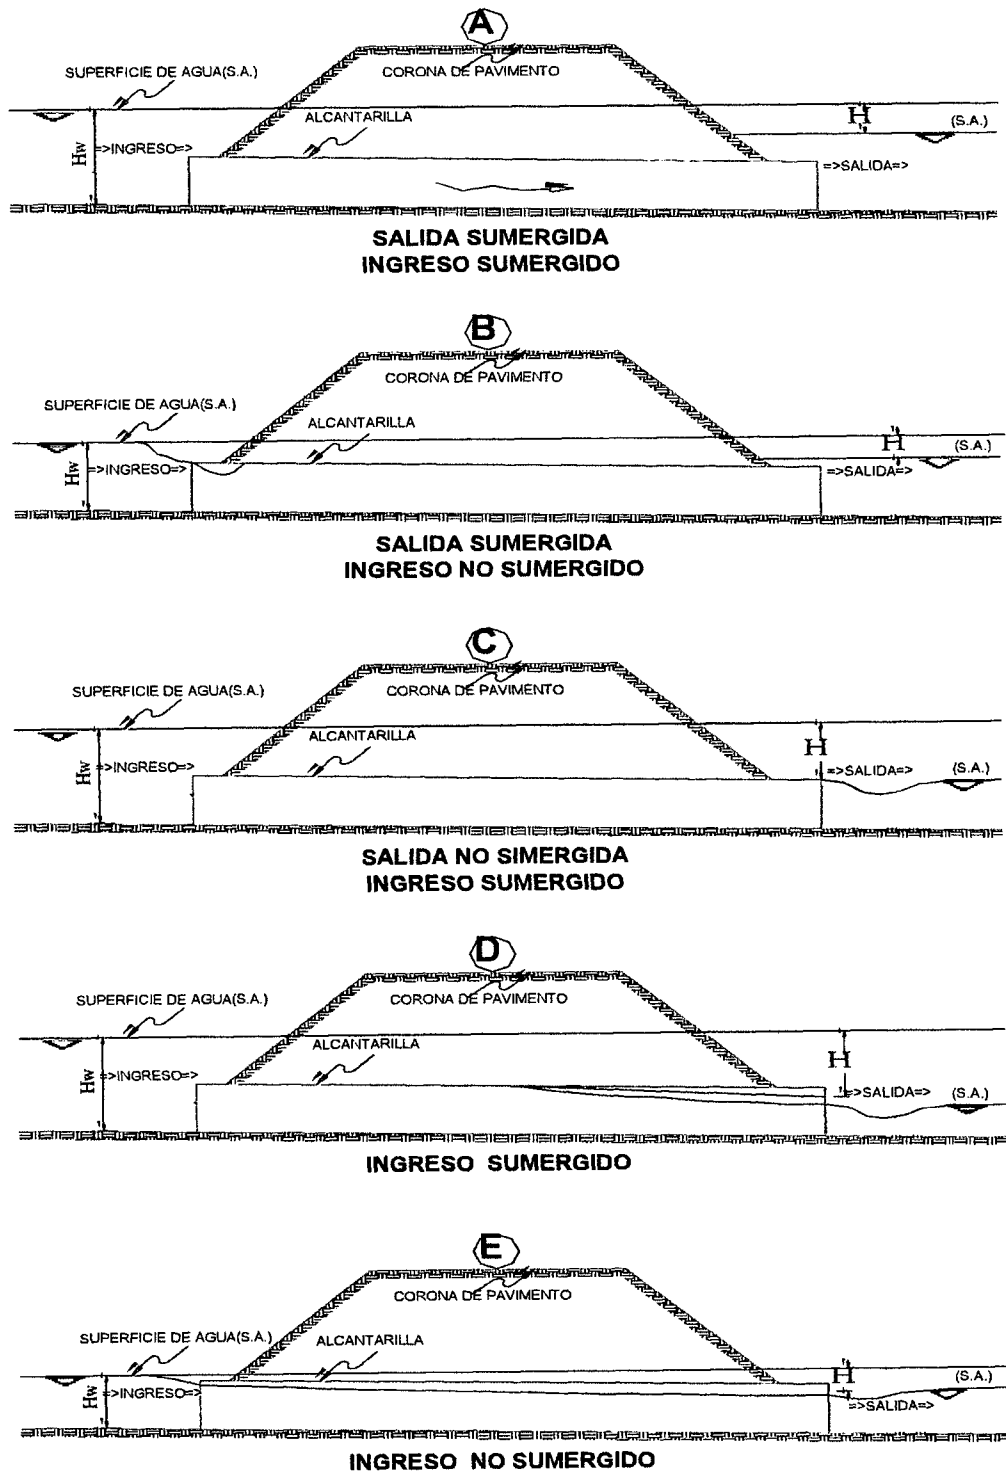 A
SUPERFICIE DE AGUA(S.A.)
CORONA DE PAVIMENTO
ALCANTARILLA
H
(S.A.)
Hw
=>INGRESO=>
=>SALIDA=>
SALIDA SUMERGIDA
INGRESO SUMERGIDO
B
CORONA DE PAVIMENTO
SUPERFICIE DE AGUA(S.A.)
ALCANTARILLA
H
(S.A.)
Hw
=>INGRESO=>
=>SALIDA=>
SALIDA SUMERGIDA
INGRESO NO SUMERGIDO
C
CORONA DE PAVIMENTO
SUPERFICIE DE AGUA(S.A.)
ALCANTARILLA
H
Hw
=>INGRESO=>
=>SALIDA=>
(S.A.)
SALIDA NO SIMERGIDA
INGRESO SUMERGIDO
D
CORONA DE PAVIMENTO
SUPERFICIE DE AGUA(S.A.)
ALCANTARILLA
H
Hw
=>INGRESO=>
=>SALIDA=>
(S.A.)
INGRESO SUMERGIDO
E
CORONA DE PAVIMENTO
SUPERFICIE DE AGUA(S.A.)
ALCANTARILLA
H
(S.A.)
Hw
=>INGRESO=>
=>SALIDA=>
INGRESO NO SUMERGIDO